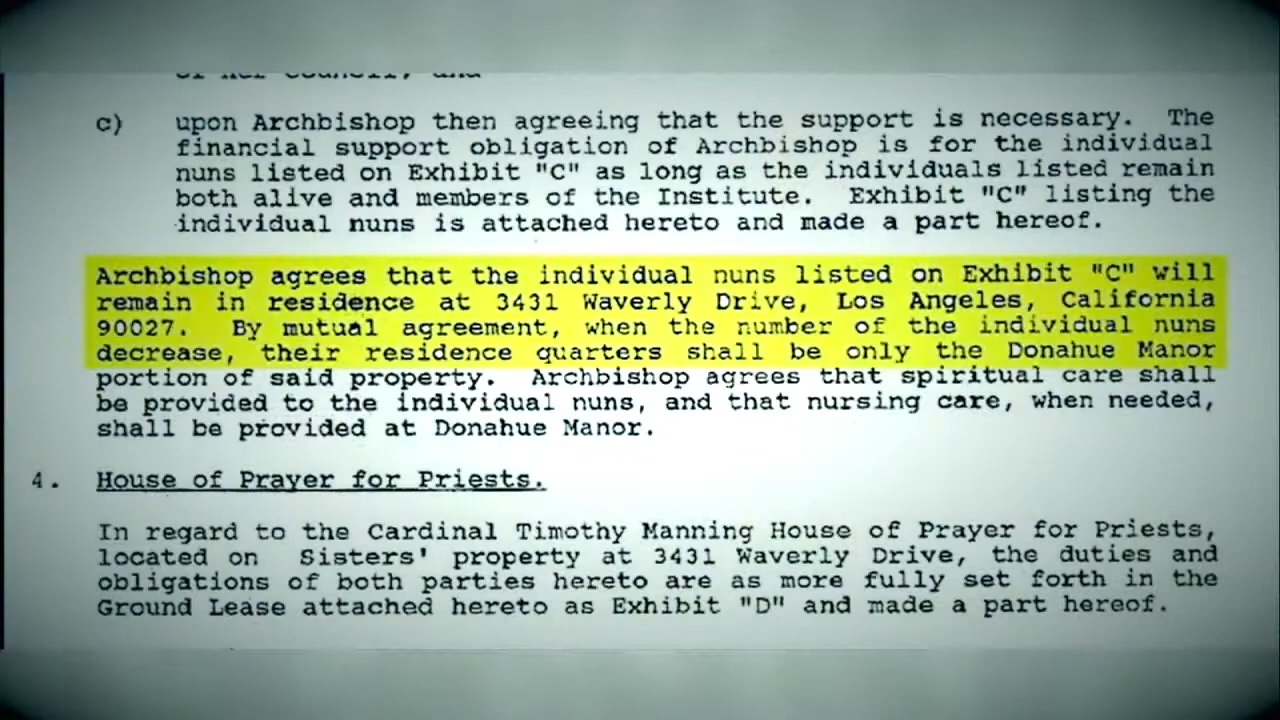 c) upon Archbishop then agreeing that the support is necessary. The
financial support obligation of Archbishop is for the individual
nuns listed on Exhibit "C" as long as the individuals listed remain
both alive and members of the Institute. Exhibit "C" listing the
individual nuns is attached hereto and made a part hereof.
Archbishop agrees that the individual nuns listed on Exhibit "C" will
remain in residence at 3431 Waverly Drive, Los Angeles, California
90027. By mutual agreement, when the number of the individual nuns
decrease, their residence quarters shall be only the Donahue Manor
portion of said property. Archbishop agrees that spiritual care shall
be provided to the individual nuns, and that nursing care, when needed,
shall be provided at Donahue Manor.
4. House of Prayer for Priests.
In regard to the Cardinal Timothy Manning House of Prayer for Priests,
located on Sisters' property at 3431 Waverly Drive, the duties and
obligations of both parties hereto are as more fully set forth in the
Ground Lease attached hereto as Exhibit "D" and made a part hereof.